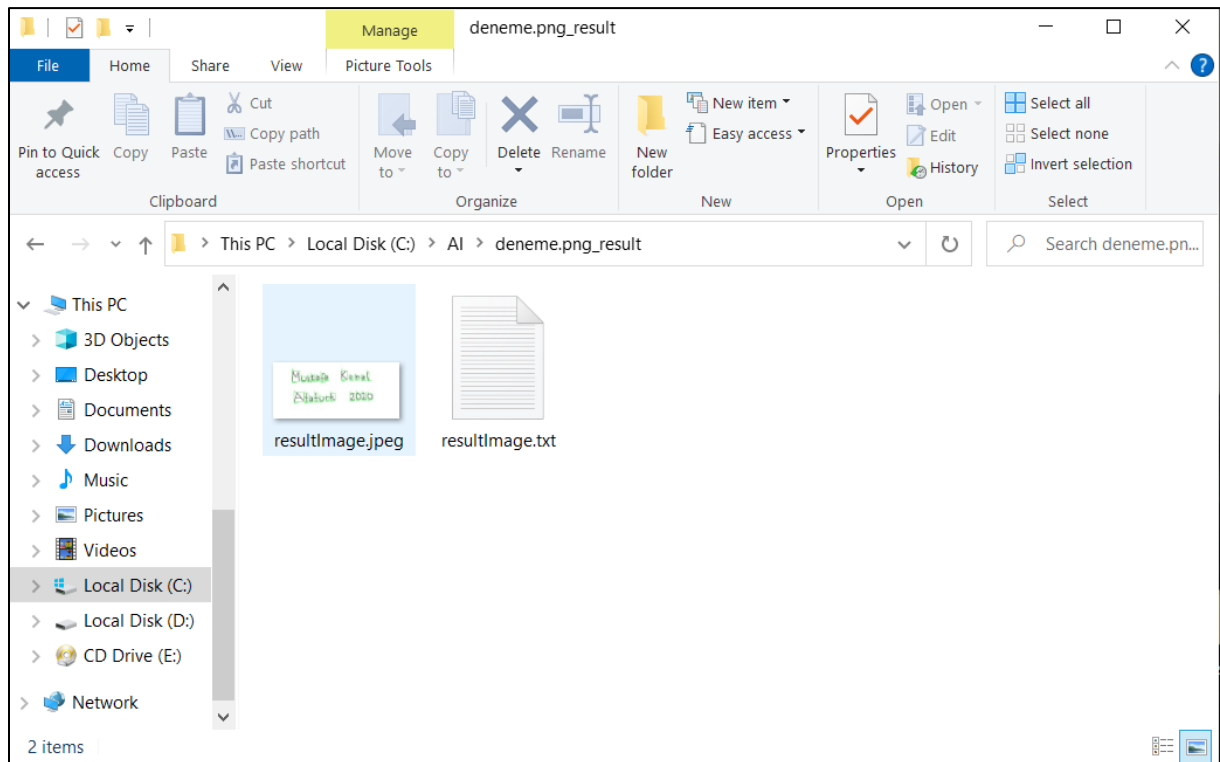 Manage
deneme.png_result
File
Home
Share
View
Picture Tools
Pin to Quick access
Copy
Paste
Cut
Copy path
Paste shortcut
Clipboard
Move to
Copy to
Delete
Rename
Organize
New folder
New item
Easy access
New
Properties
Open
Edit
History
Open
Select all
Select none
Invert selection
Select
This PC > Local Disk (C:) > AI > deneme.png_result
Search deneme.pn...
This PC
3D Objects
Desktop
Documents
Downloads
Music
Pictures
Videos
Local Disk (C:)
Local Disk (D:)
CD Drive (E:)
Network
Mustafa Kemal
Atatürk 2020
resultImage.jpeg
resultImage.txt
2 items